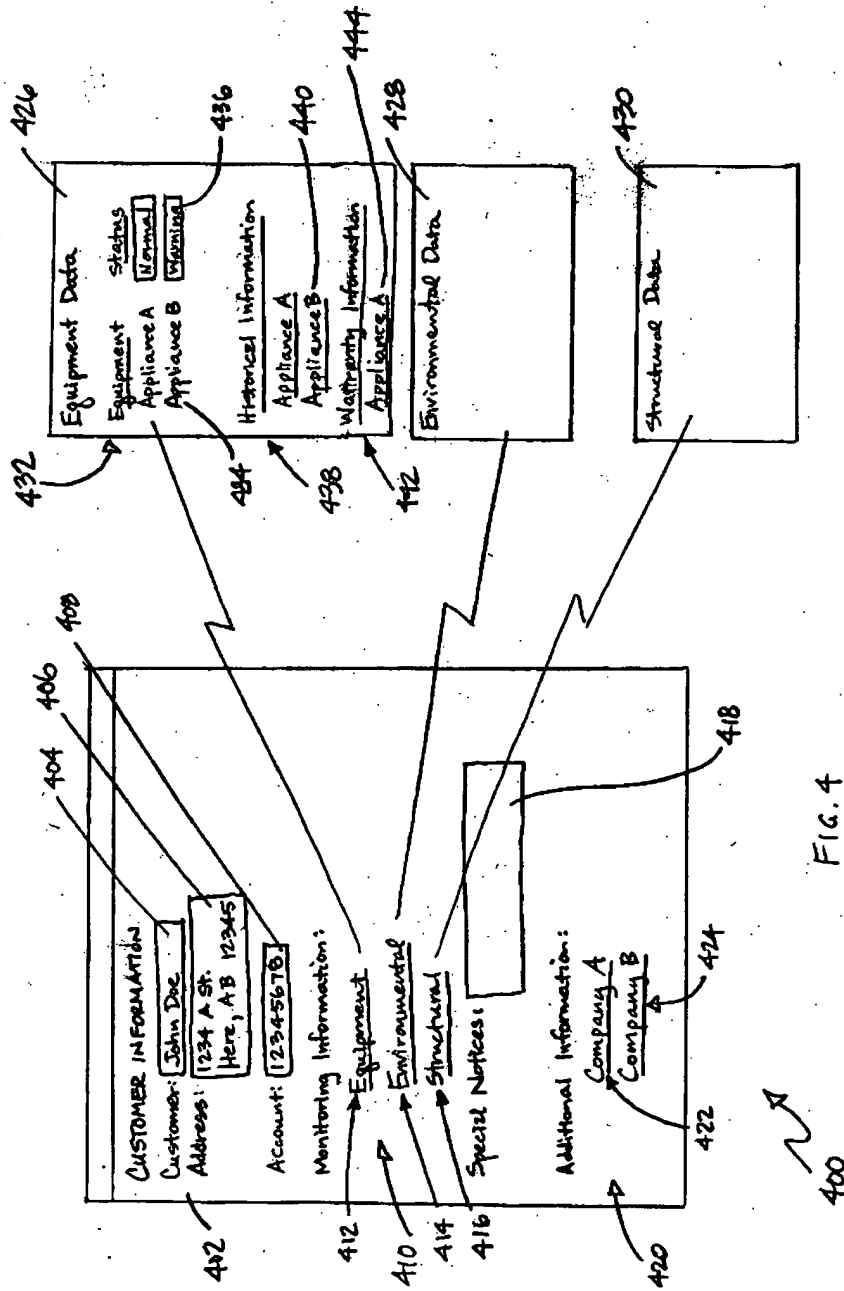 CUSTOMER INFORMATION
Customer: John Doe
Address: 1234 A St.
Here, AB 12345
Account: 12345678
Monitoring Information:
Equipment
Environmental
Structural
Special Notices:
Additional Information:
Company A
Company B
402
404
406
408
412
410
414
416
418
420
422
424
400
Equipment Data
Equipment Status
Appliance A Normal
Appliance B Warning
Historical Information
Appliance A
Appliance B
Warranty Information
Appliance A
426
432
434
436
438
440
442
444
Environmental Data
428
Structural Data
430
FIG. 4